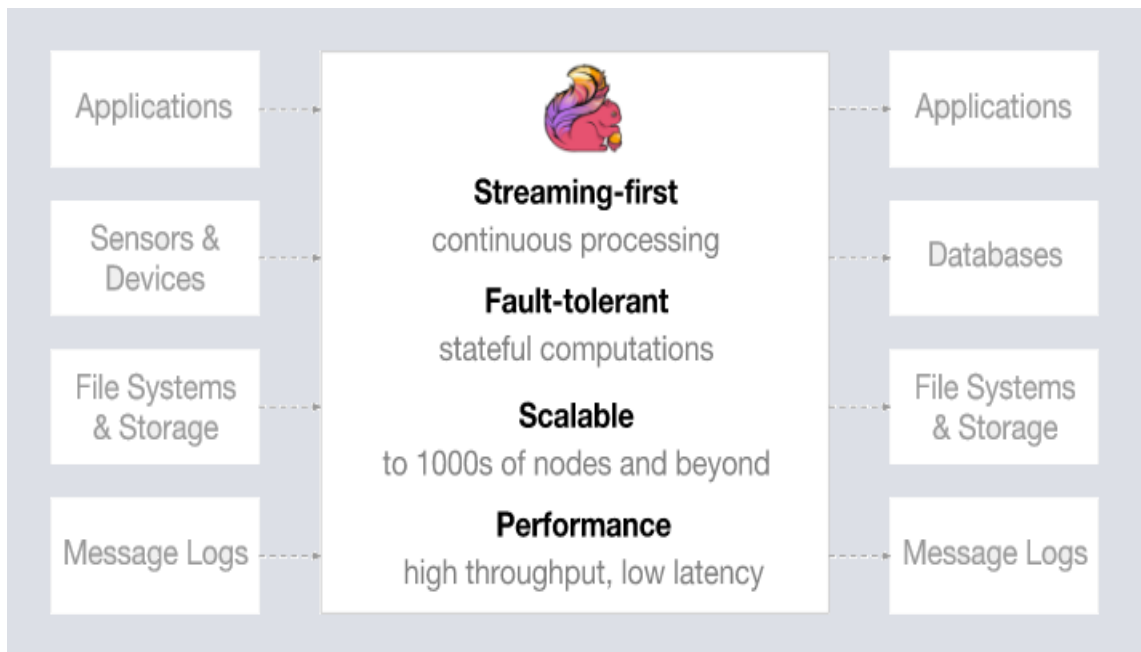 Applications
Sensors &
Devices
File Systems
& Storage
Message Logs
Streaming-first
continuous processing
Fault-tolerant
stateful computations
Scalable
to 1000s of nodes and beyond
Performance
high throughput, low latency
Applications
Databases
File Systems
& Storage
Message Logs